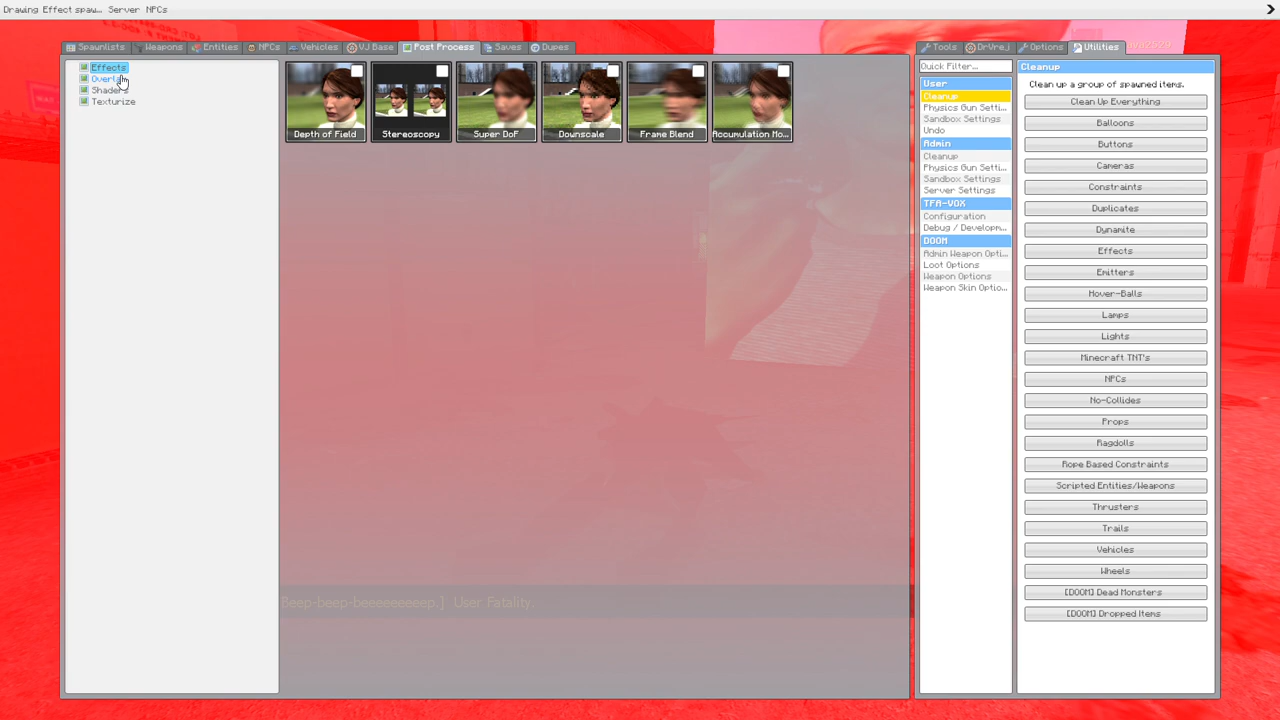 Drawing Effect spaw... Server NPCs
Spawnlists Weapons Entities NPCs Vehicles VJ Base Post Process Saves Dupes
Effects
Shaders
Texturize
Depth of Field Stereoscopy Super DoF Downscale Frame Blend Accumulation Mo...
Beep-beep-beeeeeeeep.] User Fatality.
Tools DrVrej Options Utilities
Quick Filter...
User
Cleanup
Physics Gun Setti...
Sandbox Settings
Undo
Admin
Cleanup
Physics Gun Setti...
Sandbox Settings
Server Settings
TFA-VOX
Configuration
Debug / Developm...
DOOM
Admin Weapon Opti...
Loot Options
Weapon Options
Weapon Skin Optio...
Cleanup
Clean up a group of spawned items.
Clean Up Everything
Balloons
Buttons
Cameras
Constraints
Duplicates
Dynamite
Effects
Emitters
Hover-Balls
Lamps
Lights
Minecraft TNT's
NPCs
No-Collides
Props
Ragdolls
Rope Based Constraints
Scripted Entities/Weapons
Thrusters
Trails
Vehicles
Wheels
[DOOM] Dead Monsters
[DOOM] Dropped Items